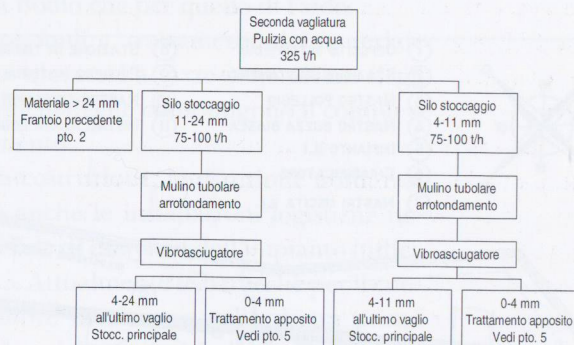 Seconda vagliatura
Pulizia con acqua
325 t/h
Materiale > 24 mm
Frantoio precedente
pto. 2
Silo stoccaggio
11-24 mm
75-100 t/h
Silo stoccaggio
4-11 mm
75-100 t/h
Mulino tubolare
arrotondamento
Mulino tubolare
arrotondamento
Vibroasciugatore
Vibroasciugatore
4-24 mm
all'ultimo vaglio
Stocc. principale
0-4 mm
Trattamento apposito
Vedi pto. 5
4-11 mm
all'ultimo vaglio
Stocc. principale
0-4 mm
Trattamento apposito
Vedi pto. 5